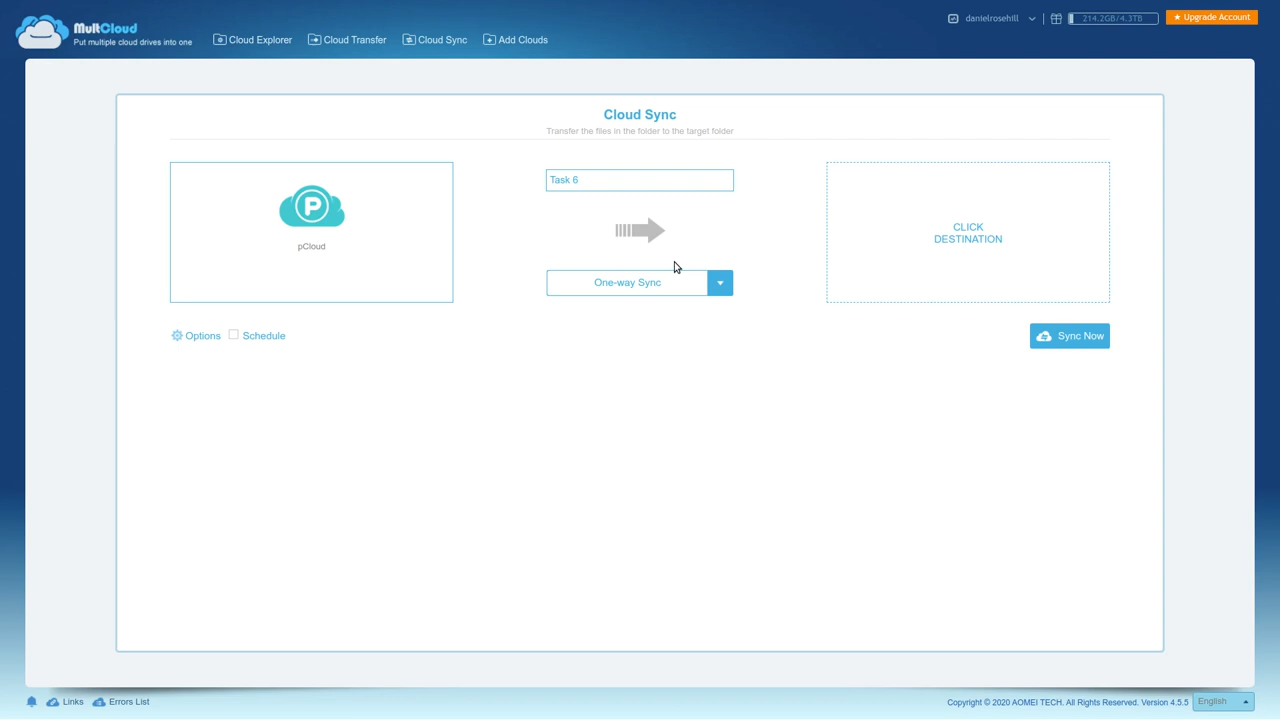 MultCloud
Put multiple cloud drives into one
Cloud Explorer
Cloud Transfer
Cloud Sync
Add Clouds
danielrosehill
214.2GB/4.3TB
Upgrade Account
Cloud Sync
Transfer the files in the folder to the target folder
P
pCloud
Task 6
One-way Sync
CLICK
DESTINATION
Options
Schedule
Sync Now
Links
Errors List
Copyright © 2020 AOMEI TECH. All Rights Reserved. Version 4.5.5
English